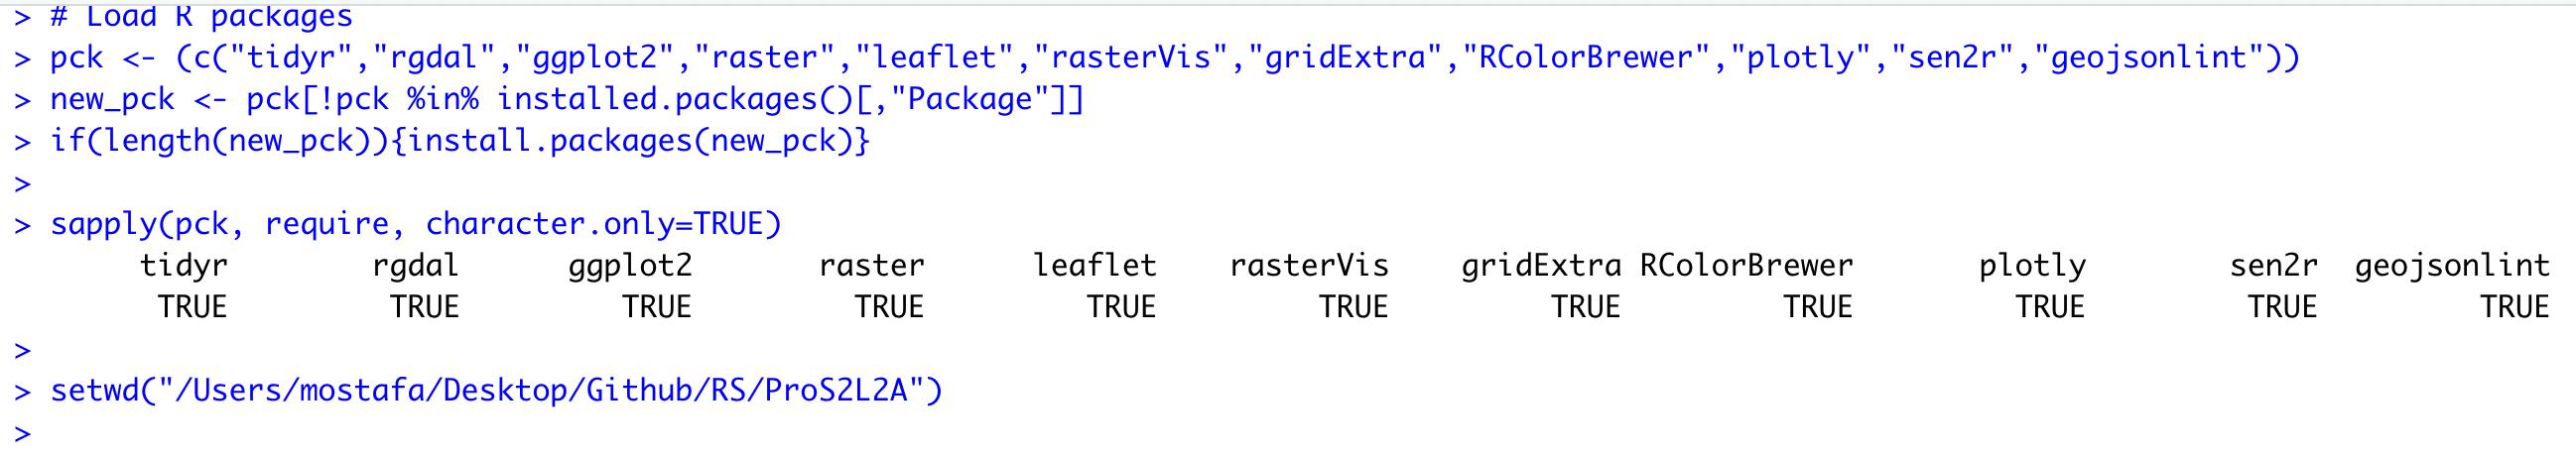 > # Load R packages
> pck <- (c("tidyr","rgdal","ggplot2","raster","leaflet","rasterVis","gridExtra","RColorBrewer","plotly","sen2r","geojsonlint"))
> new_pck <- pck[!pck %in% installed.packages()[,"Package"]]
> if(length(new_pck)){install.packages(new_pck)}
>
> sapply(pck, require, character.only=TRUE)
tidyr rgdal ggplot2 raster leaflet rasterVis gridExtra RColorBrewer plotly sen2r geojsonlint
TRUE TRUE TRUE TRUE TRUE TRUE TRUE TRUE TRUE TRUE TRUE
>
> setwd("/Users/mostafa/Desktop/Github/RS/ProS2L2A")
>